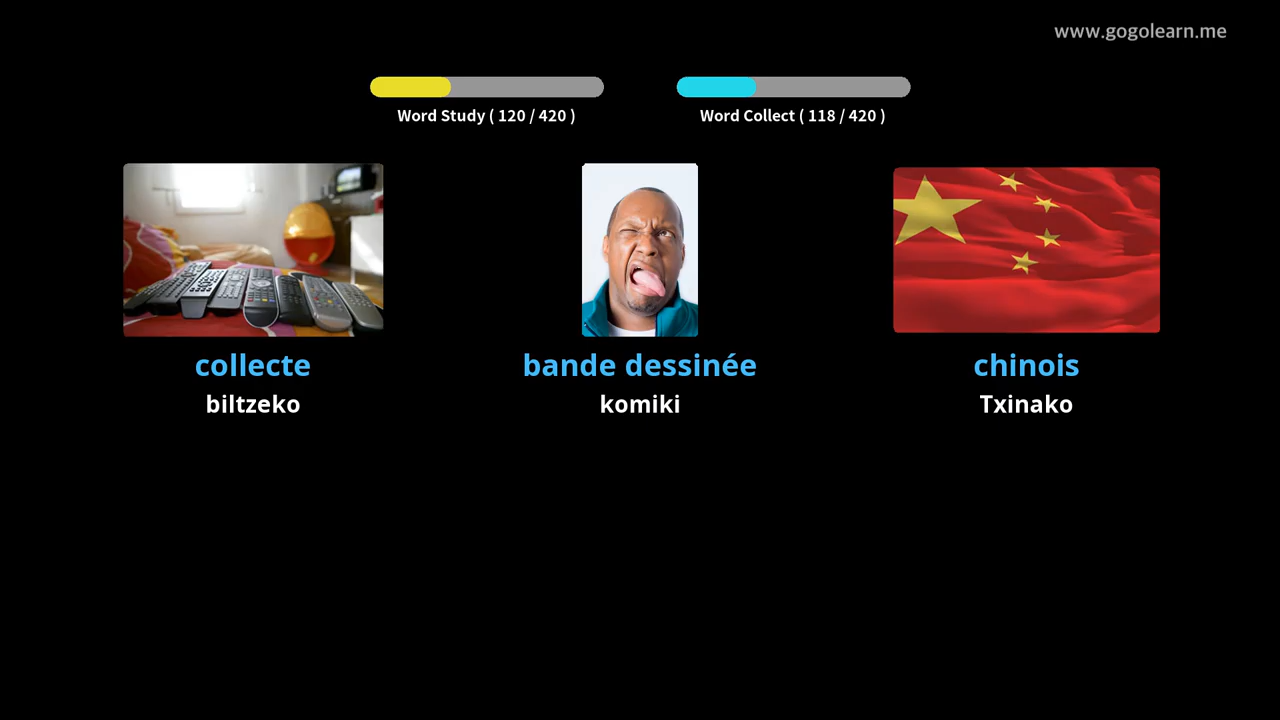 www.gogolearn.me
Word Study ( 120 / 420 )
Word Collect ( 118 / 420 )
collecte
bande dessinée
chinois
biltzeko
komiki
Txinako